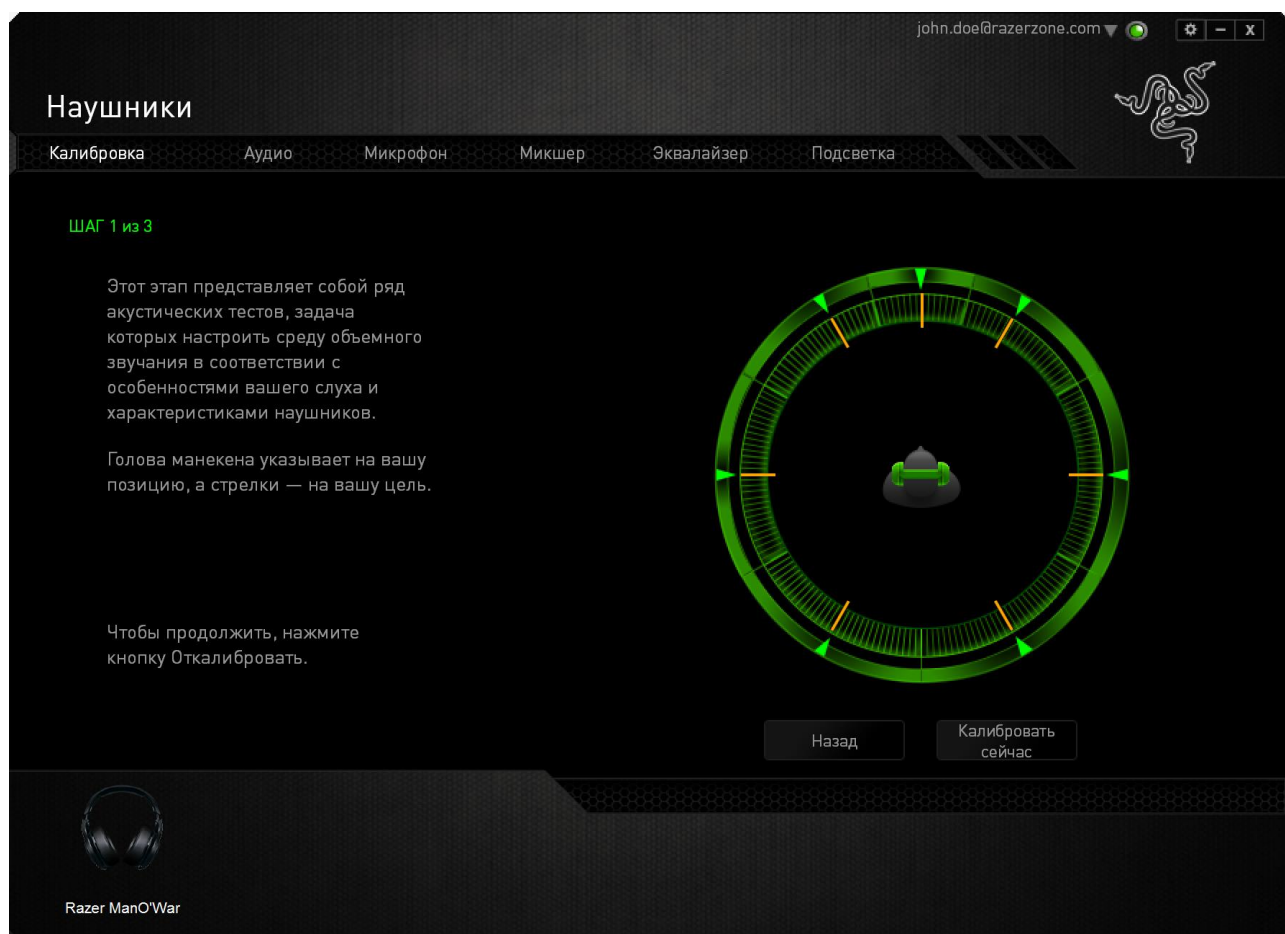 john.doe@razerzone.com
X
Наушники
Калибровка Аудио Микрофон Микшер Эквалайзер Подсветка
ШАГ 1 из 3
Этот этап представляет собой ряд
акустических тестов, задача
которых настроить среду объемного
звучания в соответствии с
особенностями вашего слуха и
характеристиками наушников.
Голова манекена указывает на вашу
позицию, а стрелки — на вашу цель.
Чтобы продолжить, нажмите
кнопку Откалибровать.
Назад
Калибровать
сейчас
Razer ManO'War